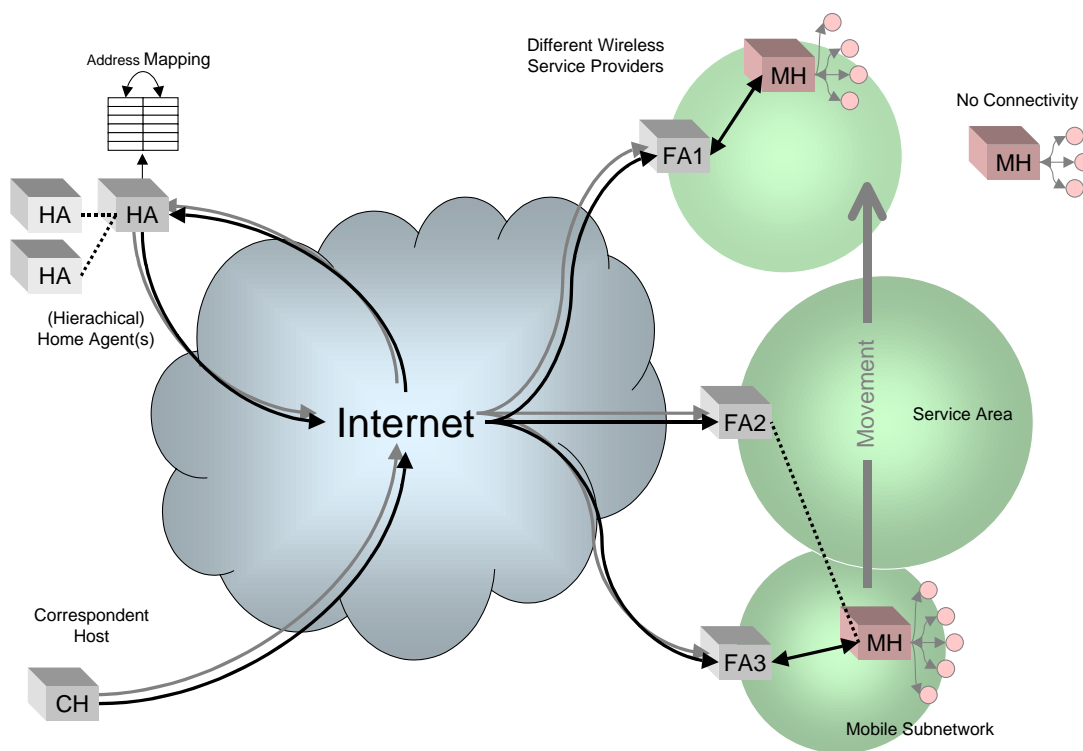 Address Mapping
Different Wireless
Service Providers
MH
No Connectivity
MH
FA1
HA
HA
HA
(Hierachical)
Home Agent(s)
Internet
FA2
Movement
Service Area
Correspondent
Host
CH
FA3
MH
Mobile Subnetwork